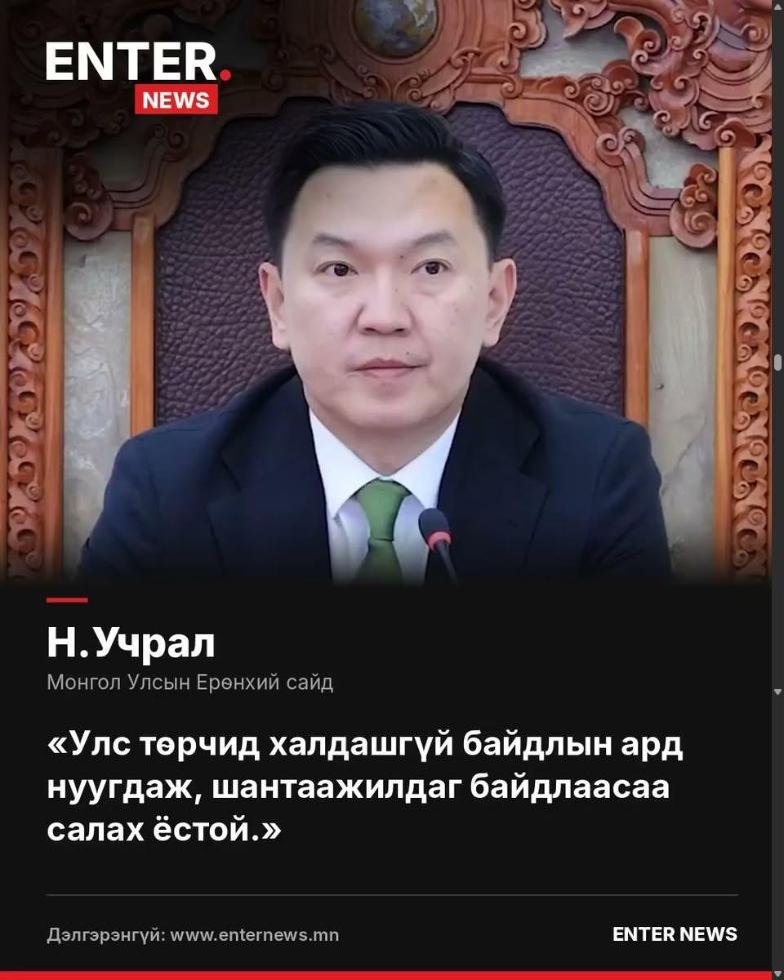 ENTER.
NEWS
Н.Учрал
Монгол Улсын Ерөнхий сайд
«Улс төрчид халдашгүй байдлын ард
нуугдаж, шантаажилдаг байдлаасаа
салах ёстой.»
Дэлгэрэнгүй: www.enternews.mn
ENTER NEWS